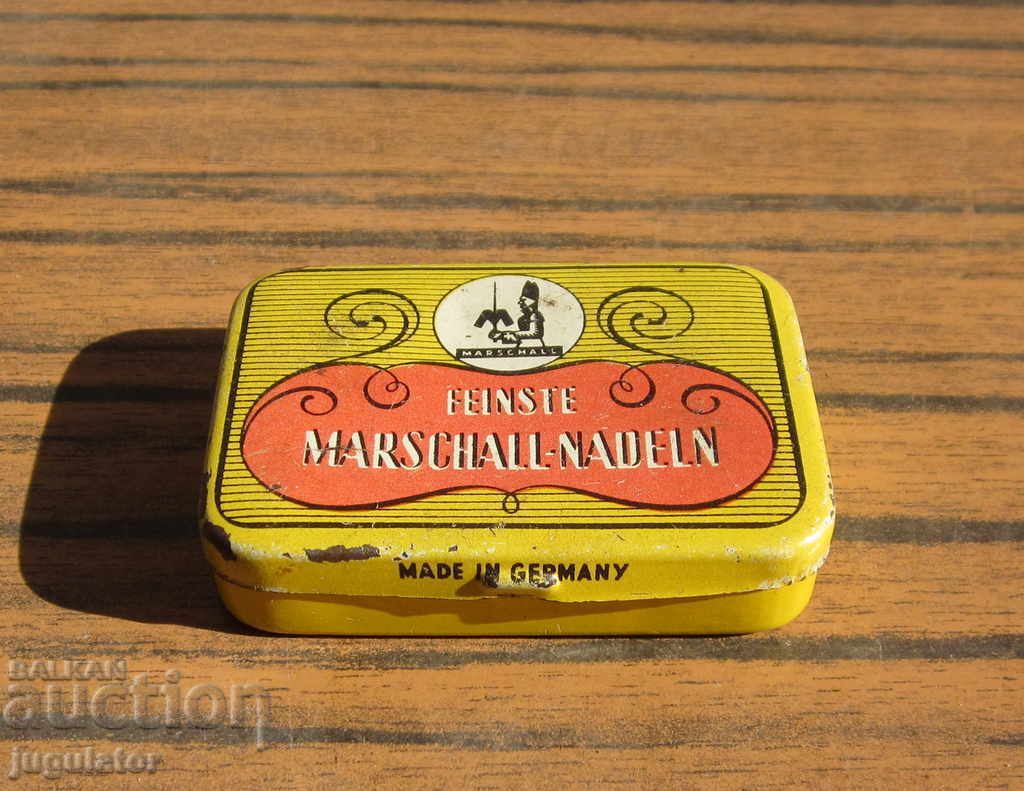 MARSCHALL
FEINSTE
MARSCHALL-NADELN
MADE IN GERMANY
BALKAN
auction
jugulator